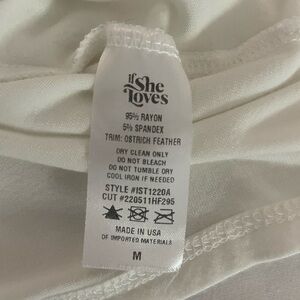 if
She
loves
95% RAYON
5% SPANDEX
TRIM: OSTRICH FEATHER
DRY CLEAN ONLY
DO NOT BLEACH
DO NOT TUMBLE DRY
COOL IRON IF NEEDED
STYLE #IST1220A
CUT #220511HF295
MADE IN USA
OF IMPORTED MATERIALS
M